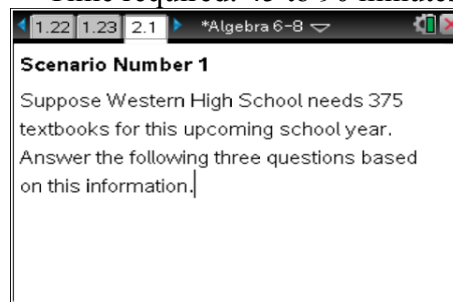 Time required: 45 to 90 minutes
1.22 1.23 2.1 *Algebra 6-8
Scenario Number 1
Suppose Western High School needs 375
textbooks for this upcoming school year.
Answer the following three questions based
on this information.